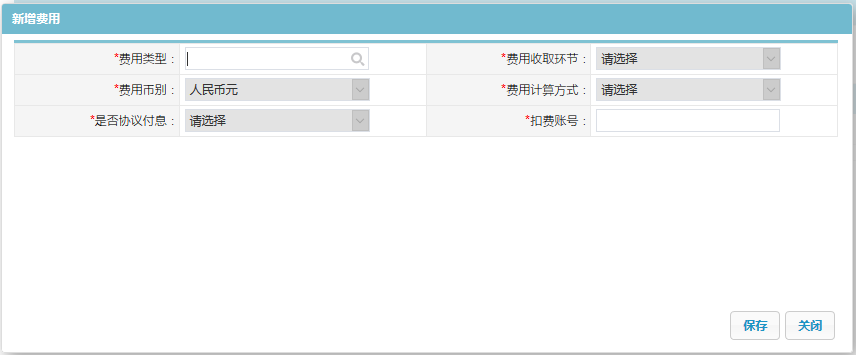 新增费用
*费用类型： *费用收取环节： 请选择
*费用币别： 人民币元 *费用计算方式： 请选择
*是否协议付息： 请选择 *扣费账号：
保存 关闭